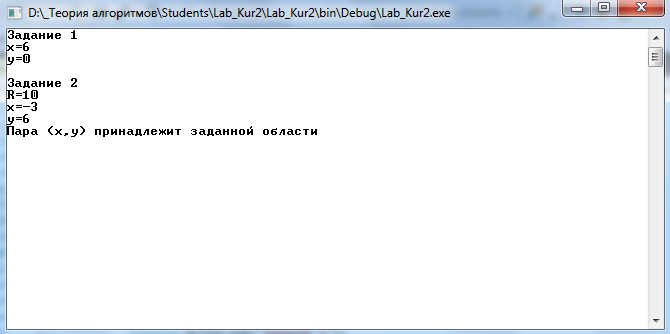 D:\_Теория алгоритмов\Students\Lab_Kur2\Lab_Kur2\bin\Debug\Lab_Kur2.exe
Задание 1
x=6
y=0
Задание 2
R=10
x=-3
y=6
Пара (x,y) принадлежит заданной области